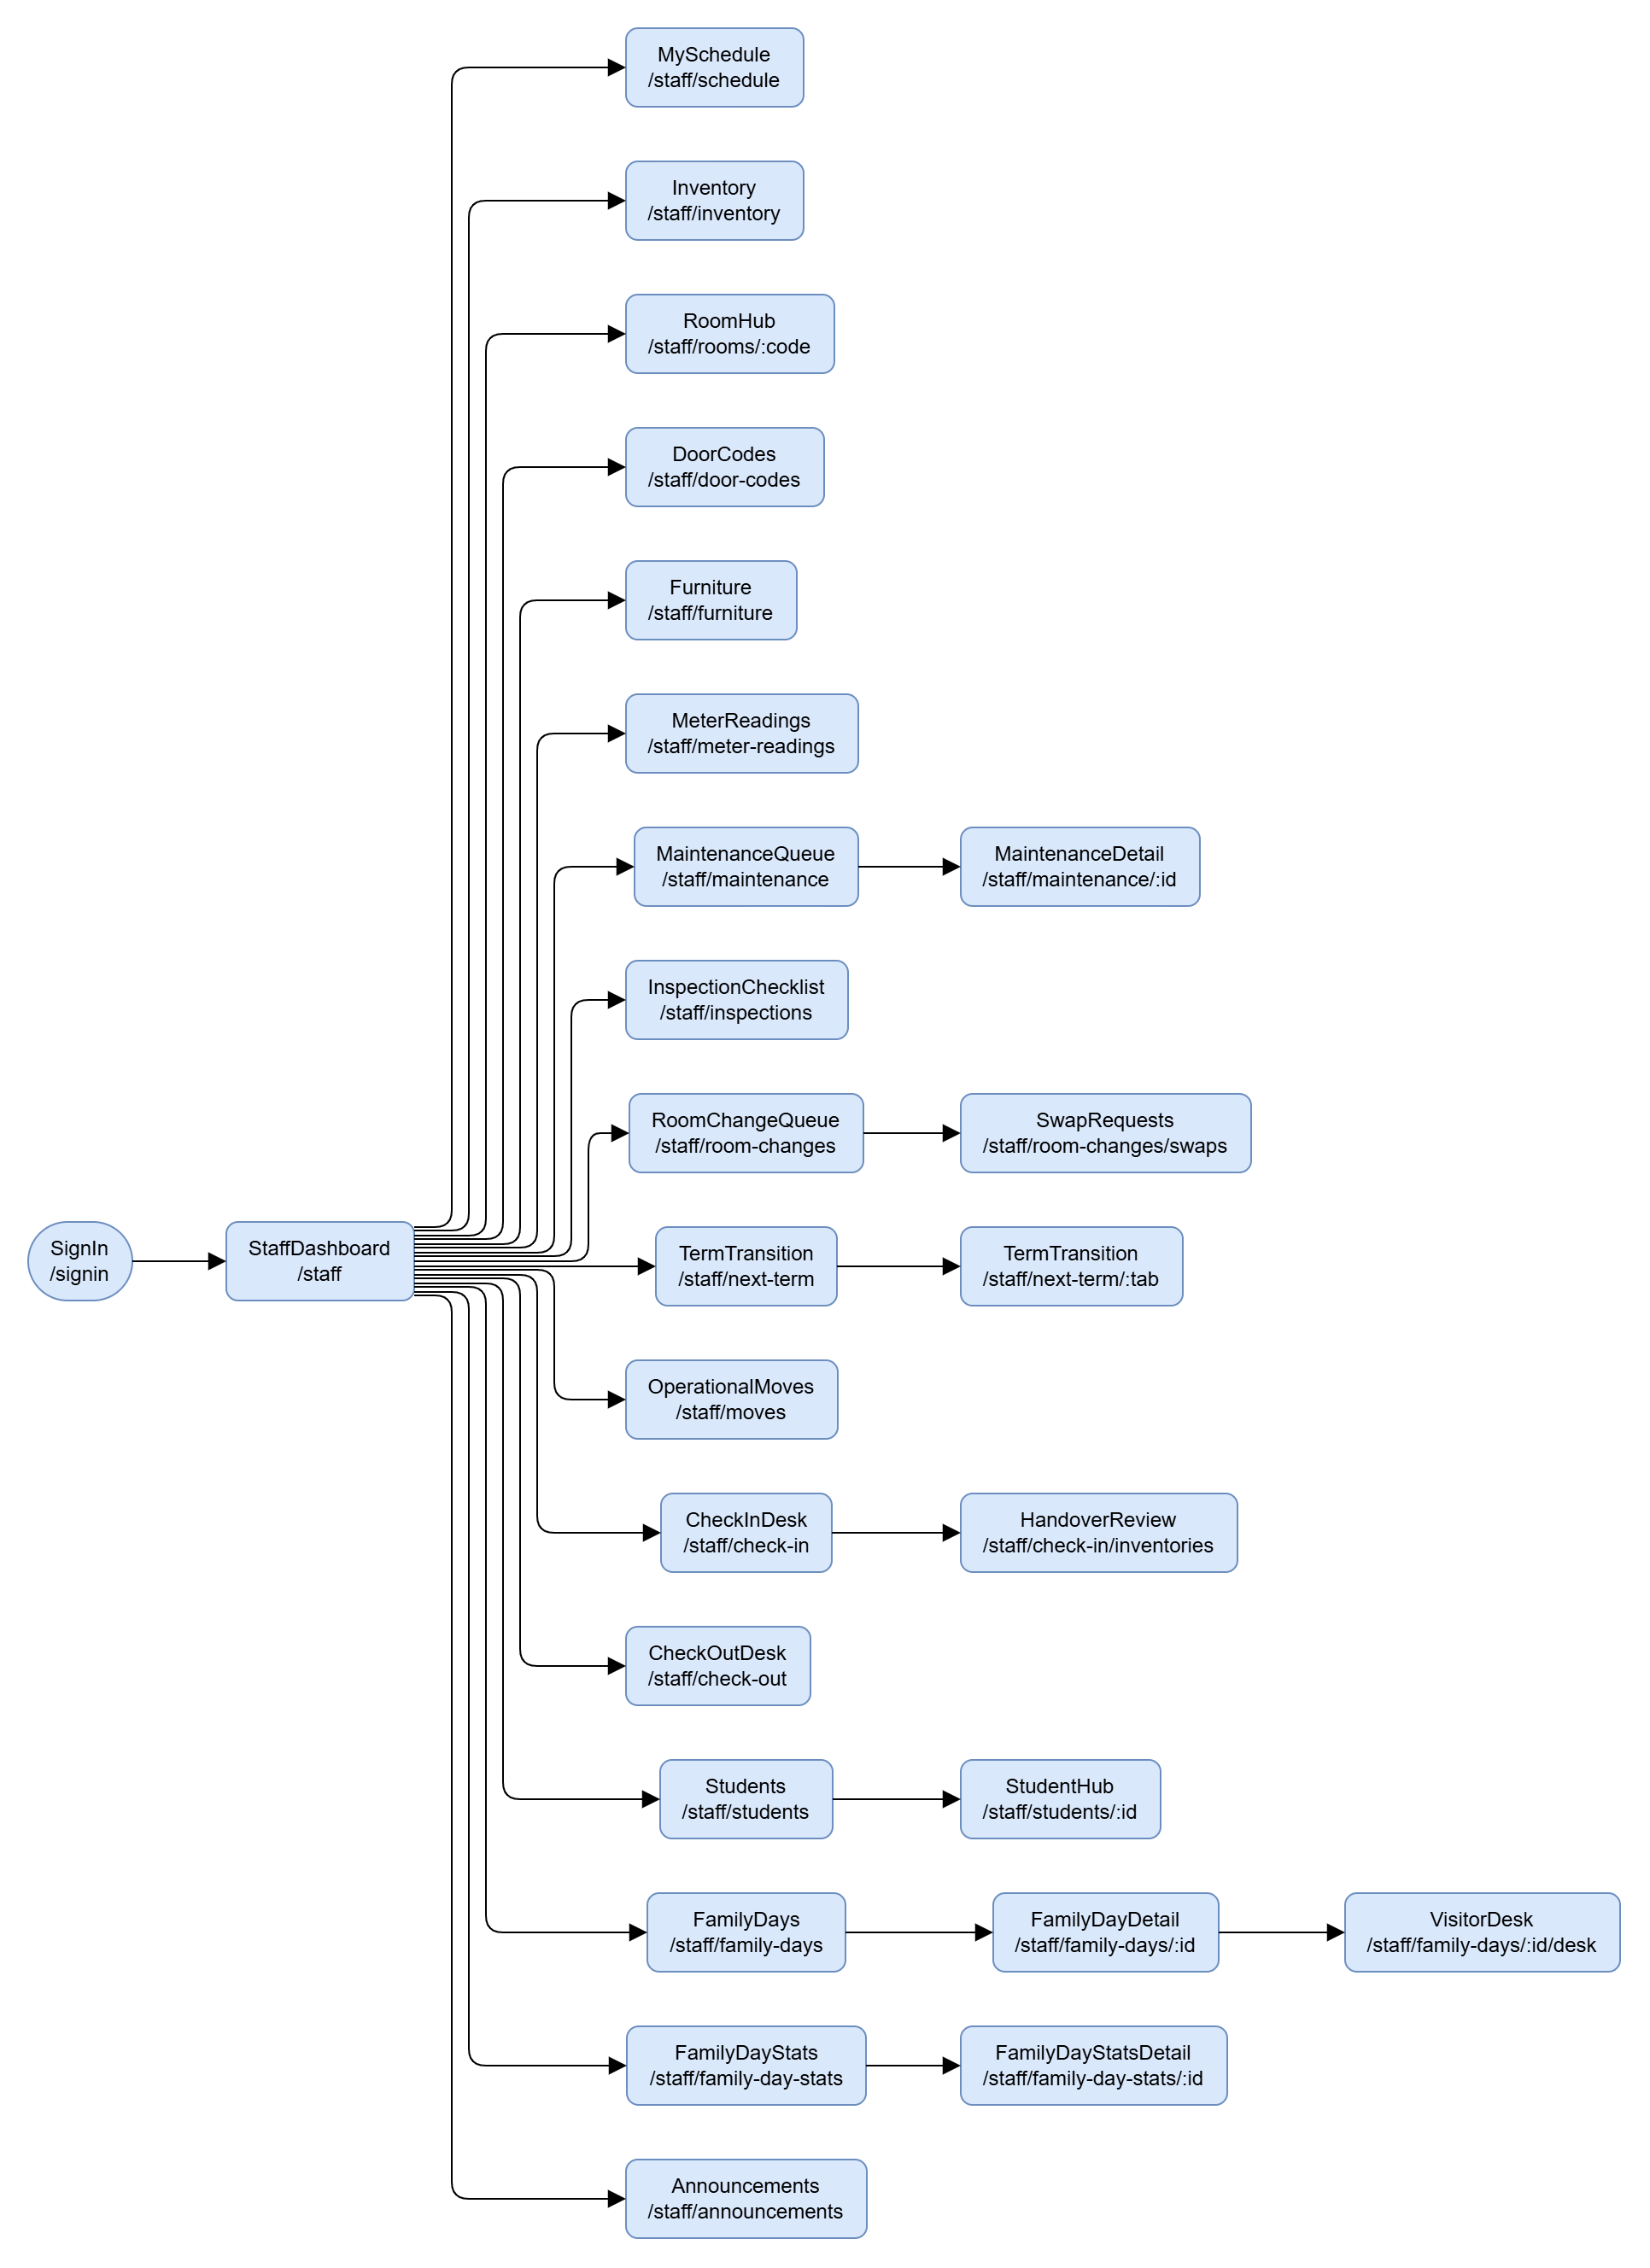 MySchedule
/staff/schedule
Inventory
/staff/inventory
RoomHub
/staff/rooms/:code
DoorCodes
/staff/door-codes
Furniture
/staff/furniture
MeterReadings
/staff/meter-readings
MaintenanceQueue
/staff/maintenance
MaintenanceDetail
/staff/maintenance/:id
InspectionChecklist
/staff/inspections
RoomChangeQueue
/staff/room-changes
SwapRequests
/staff/room-changes/swaps
SignIn
/signin
StaffDashboard
/staff
TermTransition
/staff/next-term
TermTransition
/staff/next-term/:tab
OperationalMoves
/staff/moves
CheckInDesk
/staff/check-in
HandoverReview
/staff/check-in/inventories
CheckOutDesk
/staff/check-out
Students
/staff/students
StudentHub
/staff/students/:id
FamilyDays
/staff/family-days
FamilyDayDetail
/staff/family-days/:id
VisitorDesk
/staff/family-days/:id/desk
FamilyDayStats
/staff/family-day-stats
FamilyDayStatsDetail
/staff/family-day-stats/:id
Announcements
/staff/announcements